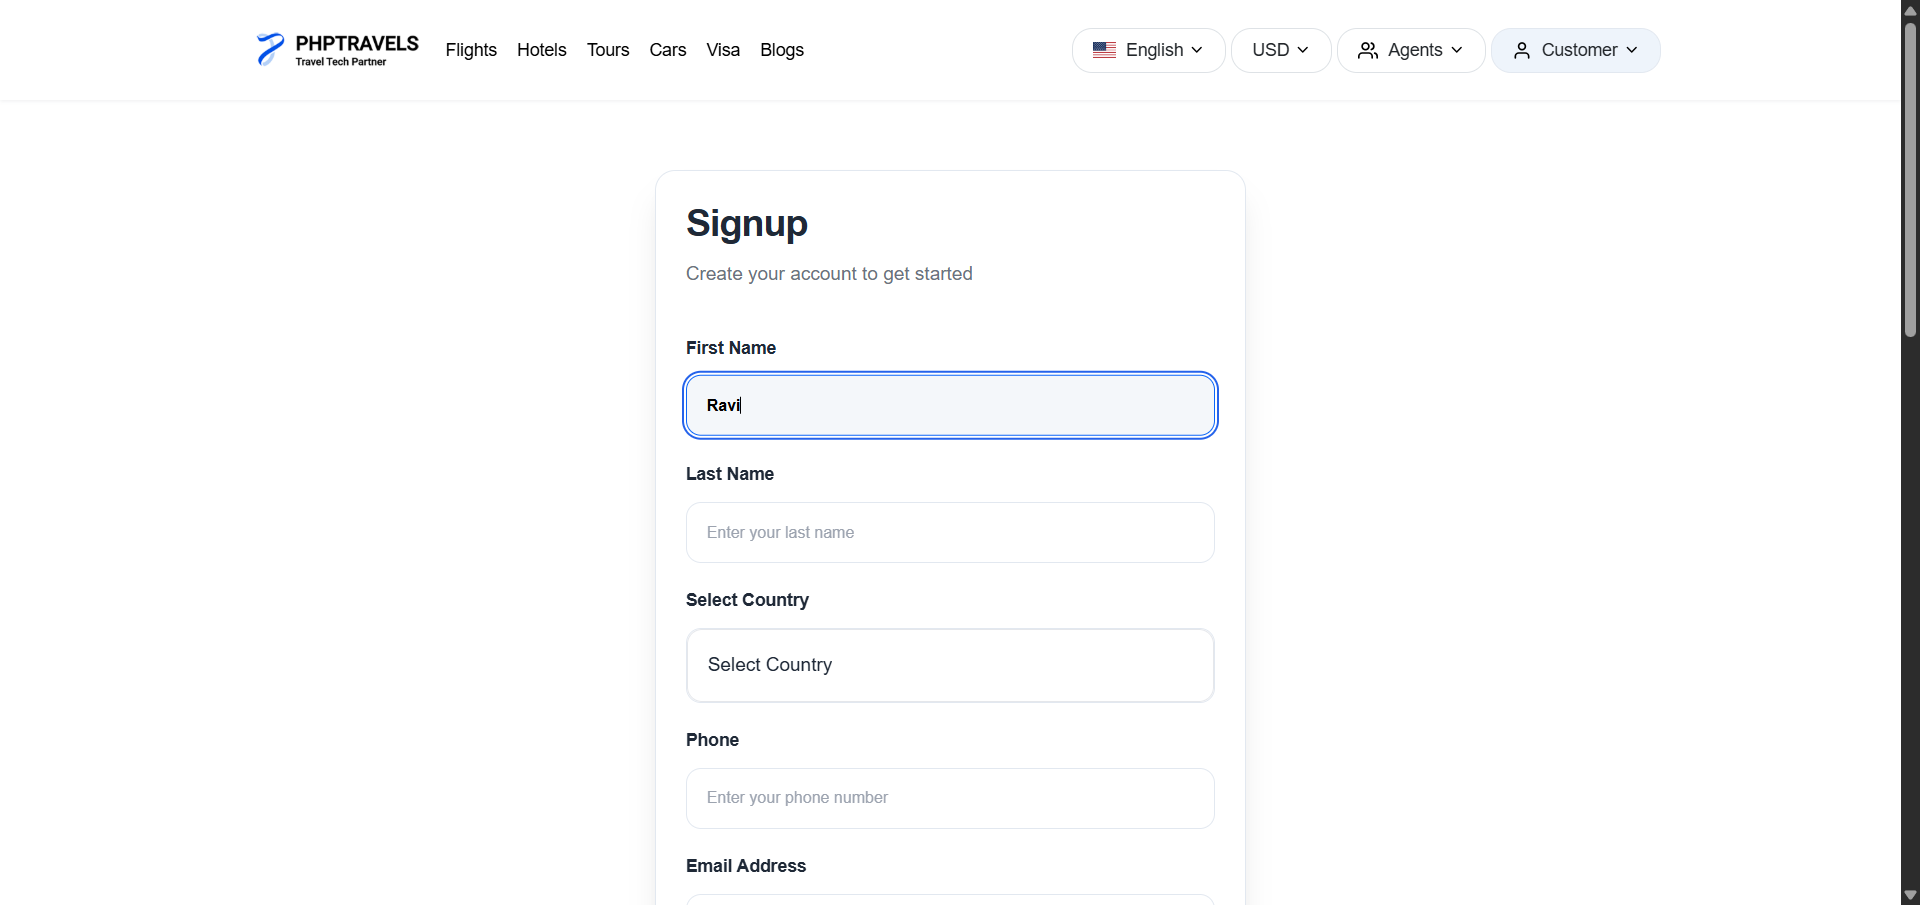 PHPTRAVELS
Travel Tech Partner
Flights Hotels Tours Cars Visa Blogs
English USD Agents Customer
Signup
Create your account to get started
First Name
Ravi
Last Name
Enter your last name
Select Country
Select Country
Phone
Enter your phone number
Email Address